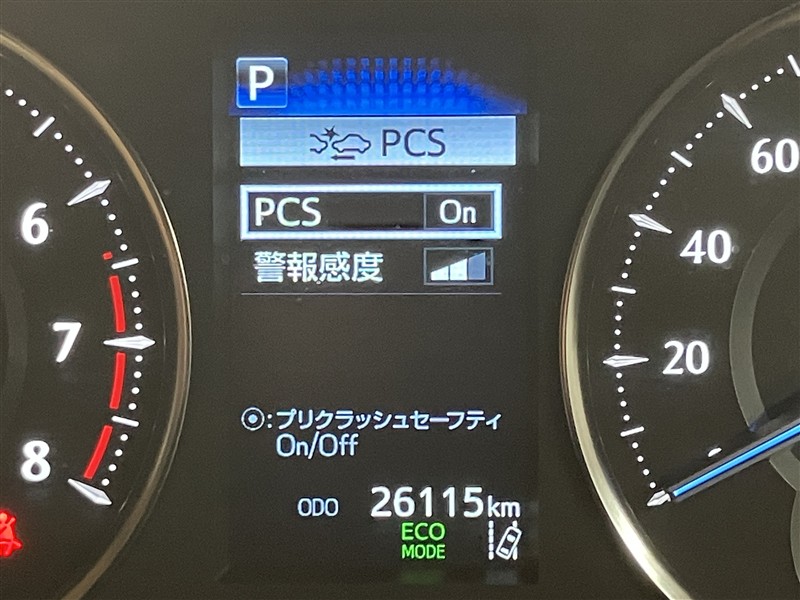 P
PCS
PCS On
警報感度
6
7
8
60
40
20
:プリクラッシュセーフティ
On/Off
ODO 26115km
ECO
MODE